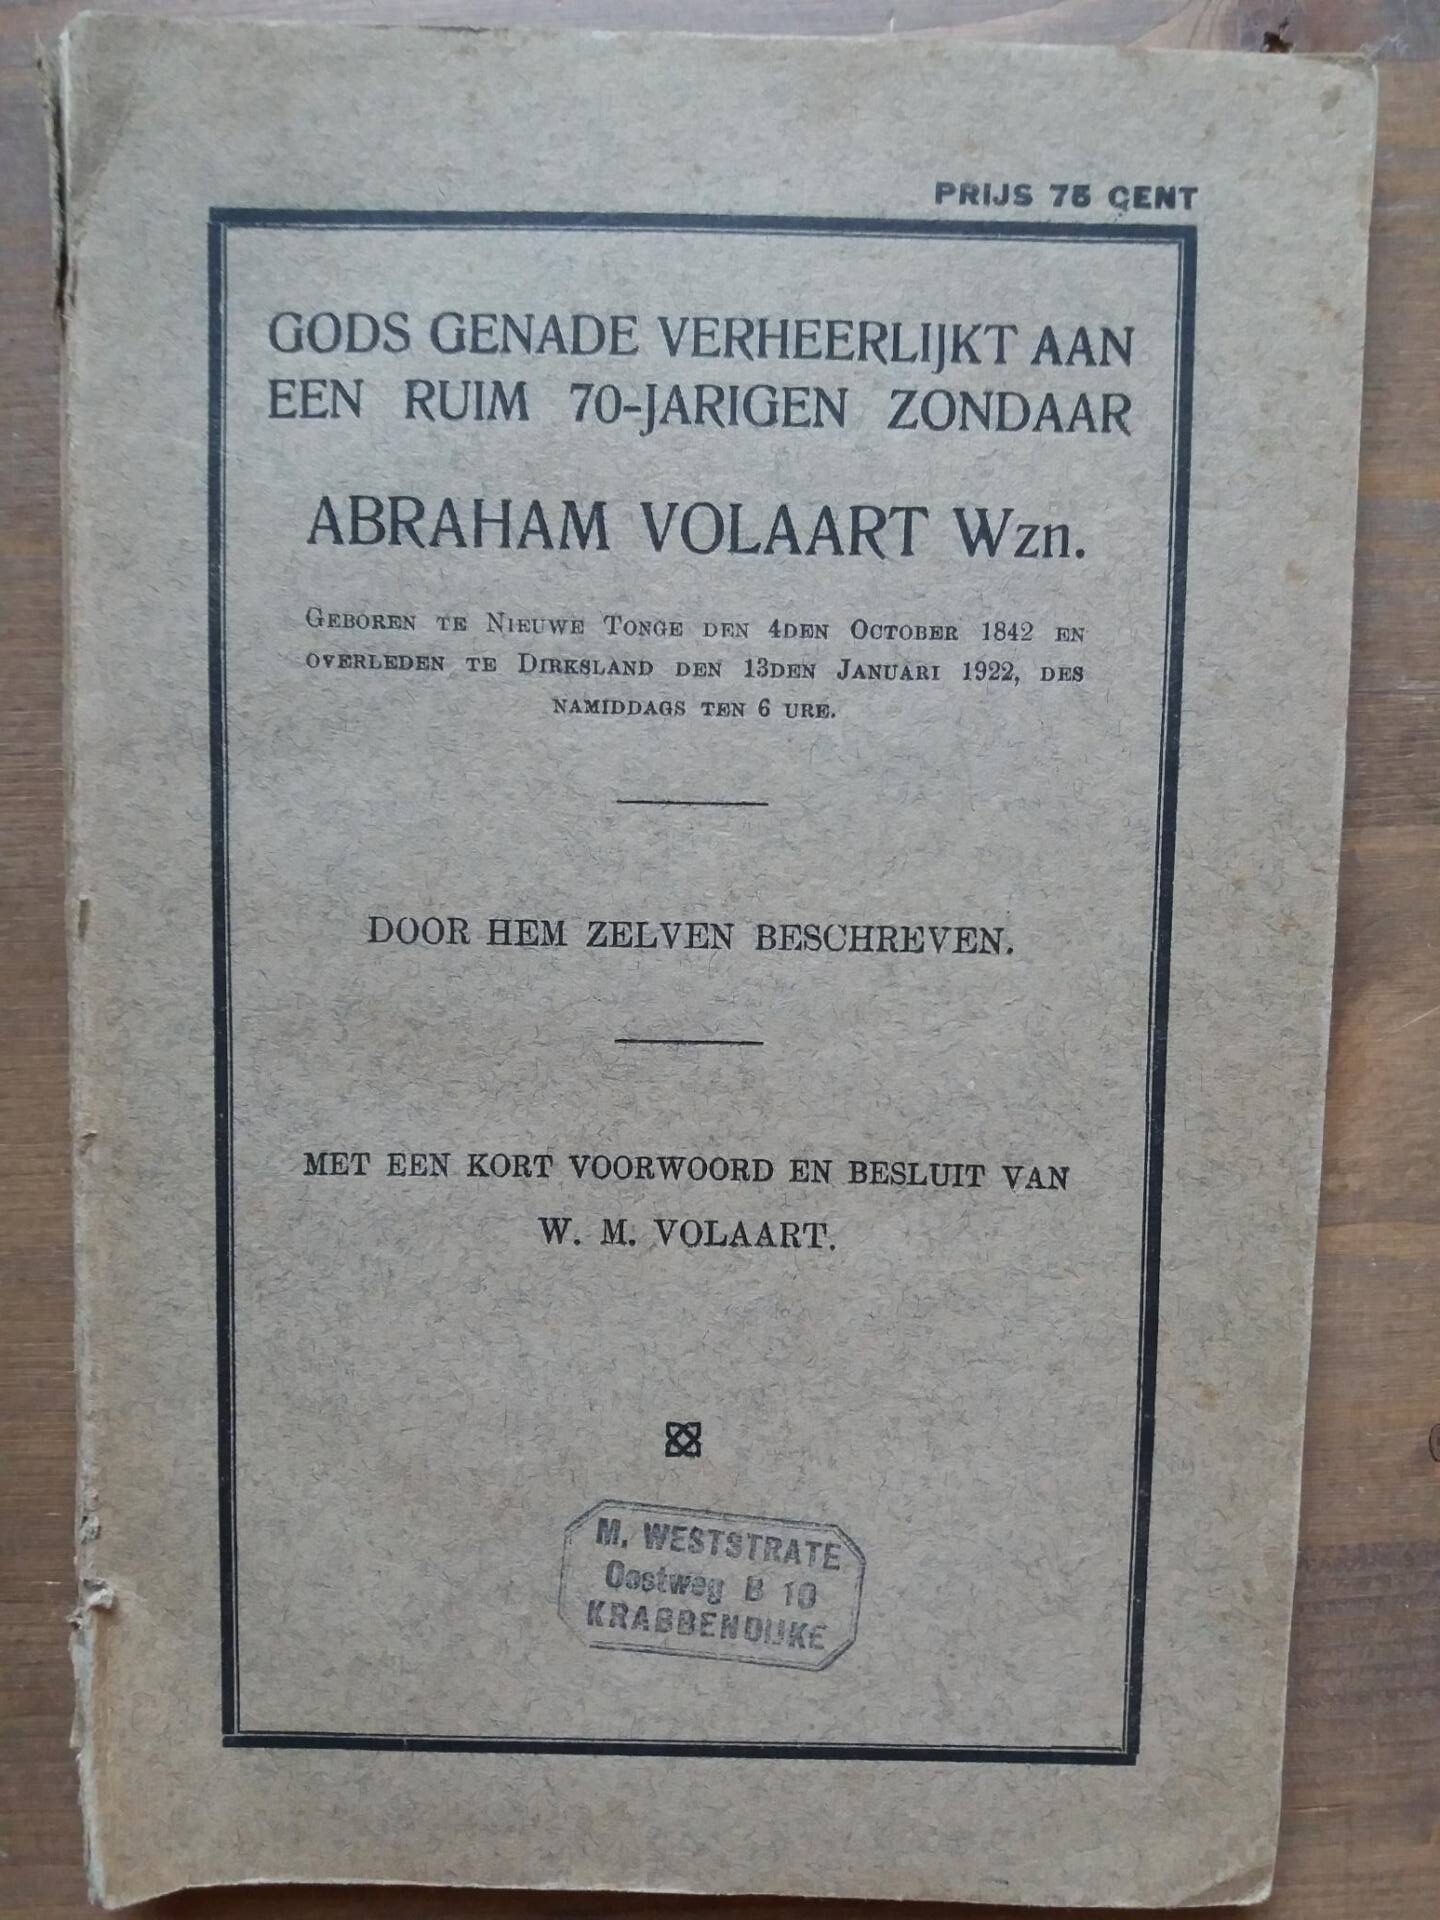 PRIJS 75 CENT
GODS GENADE VERHEERLIJKT AAN
EEN RUIM 70-JARIGEN ZONDAAR
ABRAHAM VOLAART Wzn.
GEBOREN TE NIEUWE TONGE DEN 4DEN OCTOBER 1842 EN
OVERLEDEN TE DIRKSLAND DEN 13DEN JANUARI 1922, DES
NAMIDDAGS TEN 6 URE.
DOOR HEM ZELVEN BESCHREVEN.
MET EEN KORT VOORWOORD EN BESLUIT VAN
W. M. VOLAART.
M. WESTSTRATE
Oostweg B 10
KRABBENDIJKE